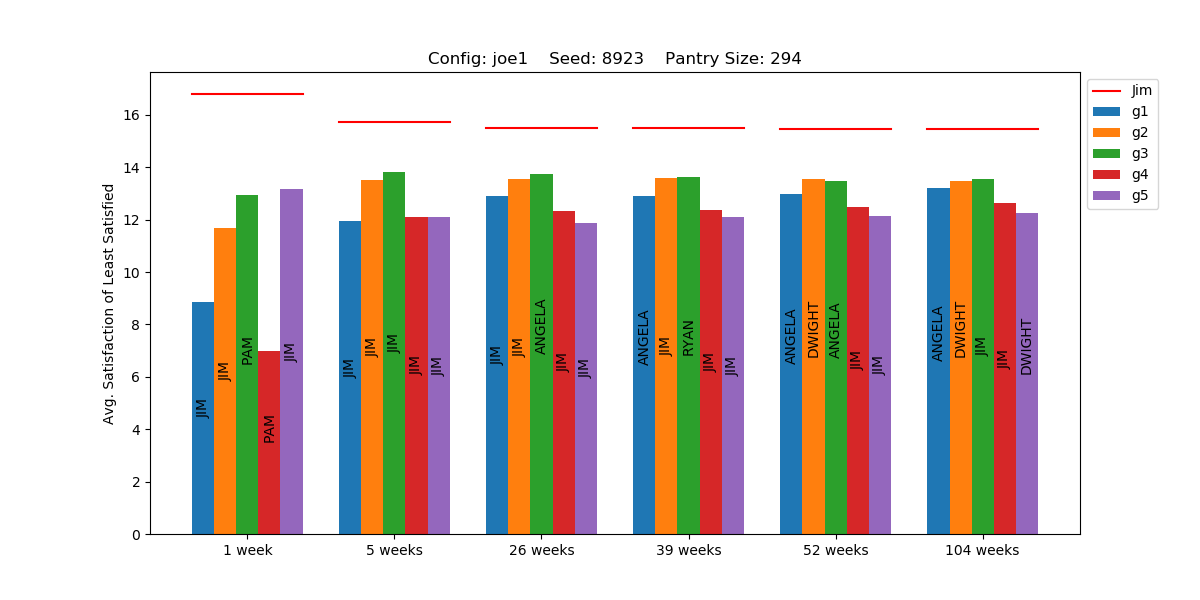 Config: joe1    Seed: 8923    Pantry Size: 294
Avg. Satisfaction of Least Satisfied
16
14
12
10
8
6
4
2
0
JIM JIM PAM PAM JIM
JIM JIM JIM JIM JIM
JIM JIM ANGELA JIM JIM
ANGELA JIM RYAN JIM JIM
ANGELA DWIGHT ANGELA JIM JIM
ANGELA DWIGHT JIM JIM DWIGHT
1 week 5 weeks 26 weeks 39 weeks 52 weeks 104 weeks
Jim
g1
g2
g3
g4
g5